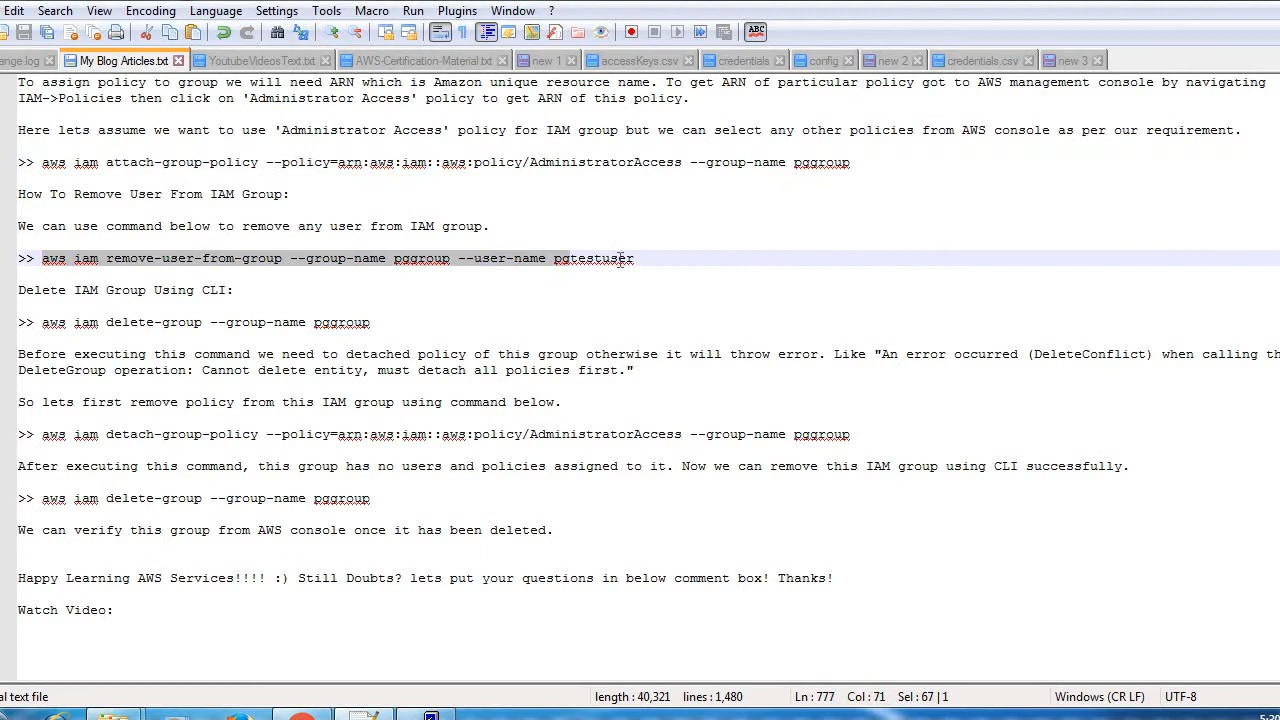 Edit Search View Encoding Language Settings Tools Macro Run Plugins Window ?
ABC
ange.log My Blog Articles.txt YoutubeVideosText.txt AWS-Certification-Material.txt new 1 accessKeys.csv credentials config new 2 credentials.csv new 3
To assign policy to group we will need ARN which is Amazon unique resource name. To get ARN of particular policy got to AWS management console by navigating
IAM->Policies then click on 'Administrator Access' policy to get ARN of this policy.
Here lets assume we want to use 'Administrator Access' policy for IAM group but we can select any other policies from AWS console as per our requirement.
>> aws iam attach-group-policy --policy=arn:aws:iam::aws:policy/AdministratorAccess --group-name pggroup
How To Remove User From IAM Group:
We can use command below to remove any user from IAM group.
>> aws iam remove-user-from-group --group-name pggroup --user-name pgtestuser
Delete IAM Group Using CLI:
>> aws iam delete-group --group-name pggroup
Before executing this command we need to detached policy of this group otherwise it will throw error. Like "An error occurred (DeleteConflict) when calling th
DeleteGroup operation: Cannot delete entity, must detach all policies first."
So lets first remove policy from this IAM group using command below.
>> aws iam detach-group-policy --policy=arn:aws:iam::aws:policy/AdministratorAccess --group-name pggroup
After executing this command, this group has no users and policies assigned to it. Now we can remove this IAM group using CLI successfully.
>> aws iam delete-group --group-name pggroup
We can verify this group from AWS console once it has been deleted.
Happy Learning AWS Services!!!! :) Still Doubts? lets put your questions in below comment box! Thanks!
Watch Video:
al text file length : 40,321 lines : 1,480 Ln : 777 Col : 71 Sel : 67 | 1 Windows (CR LF) UTF-8